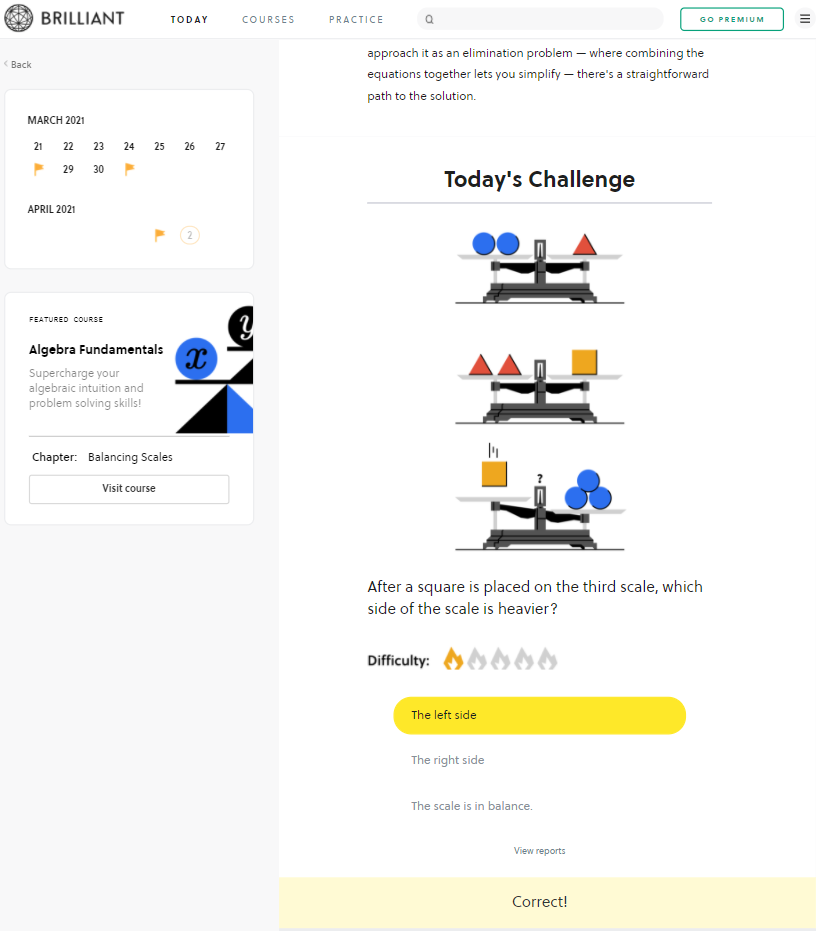 BRILLIANT
TODAY
COURSES
PRACTICE
GO PREMIUM
Back
MARCH 2021
21 22 23 24 25 26 27
29 30
APRIL 2021
2
FEATURED COURSE
Algebra Fundamentals
Supercharge your
algebraic intuition and
problem solving skills!
x
y
Chapter: Balancing Scales
Visit course
approach it as an elimination problem — where combining the
equations together lets you simplify — there's a straightforward
path to the solution.
Today's Challenge
?
After a square is placed on the third scale, which
side of the scale is heavier?
Difficulty:
The left side
The right side
The scale is in balance.
View reports
Correct!